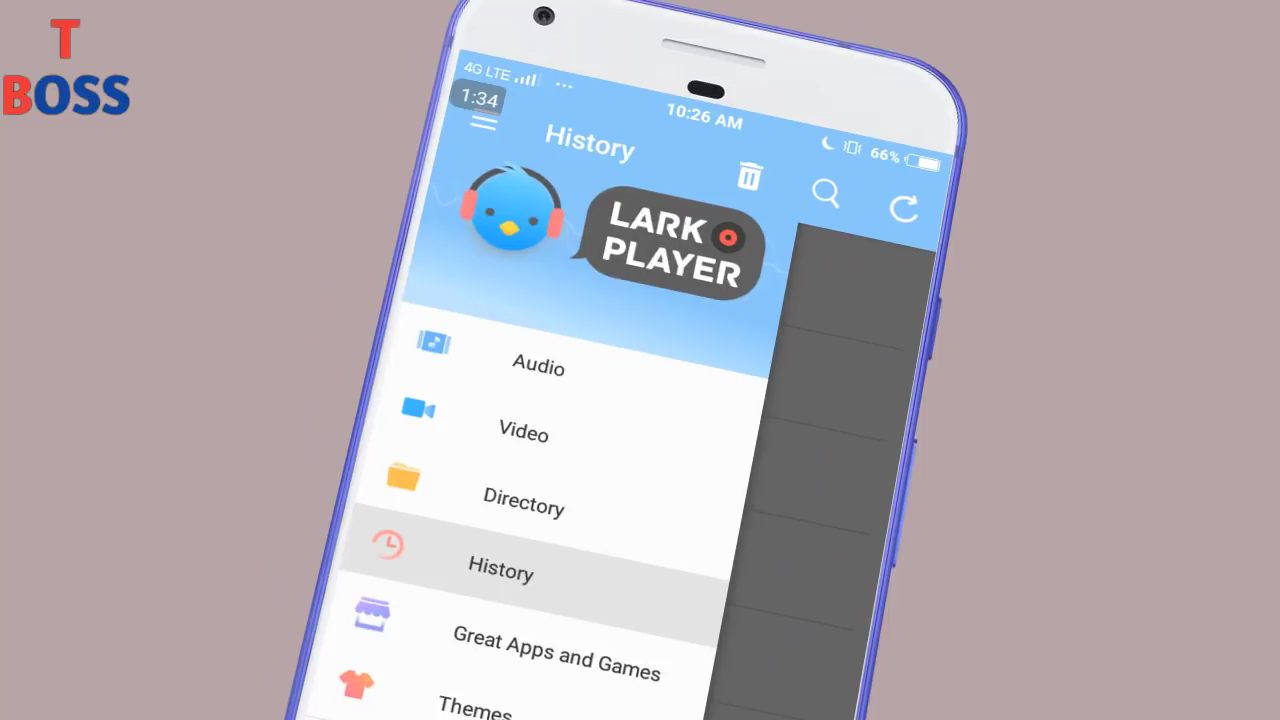 T
BOSS
4G LTE
1:34
10:26 AM
66%
History
LARK
PLAYER
Audio
Video
Directory
History
Great Apps and Games
Themes